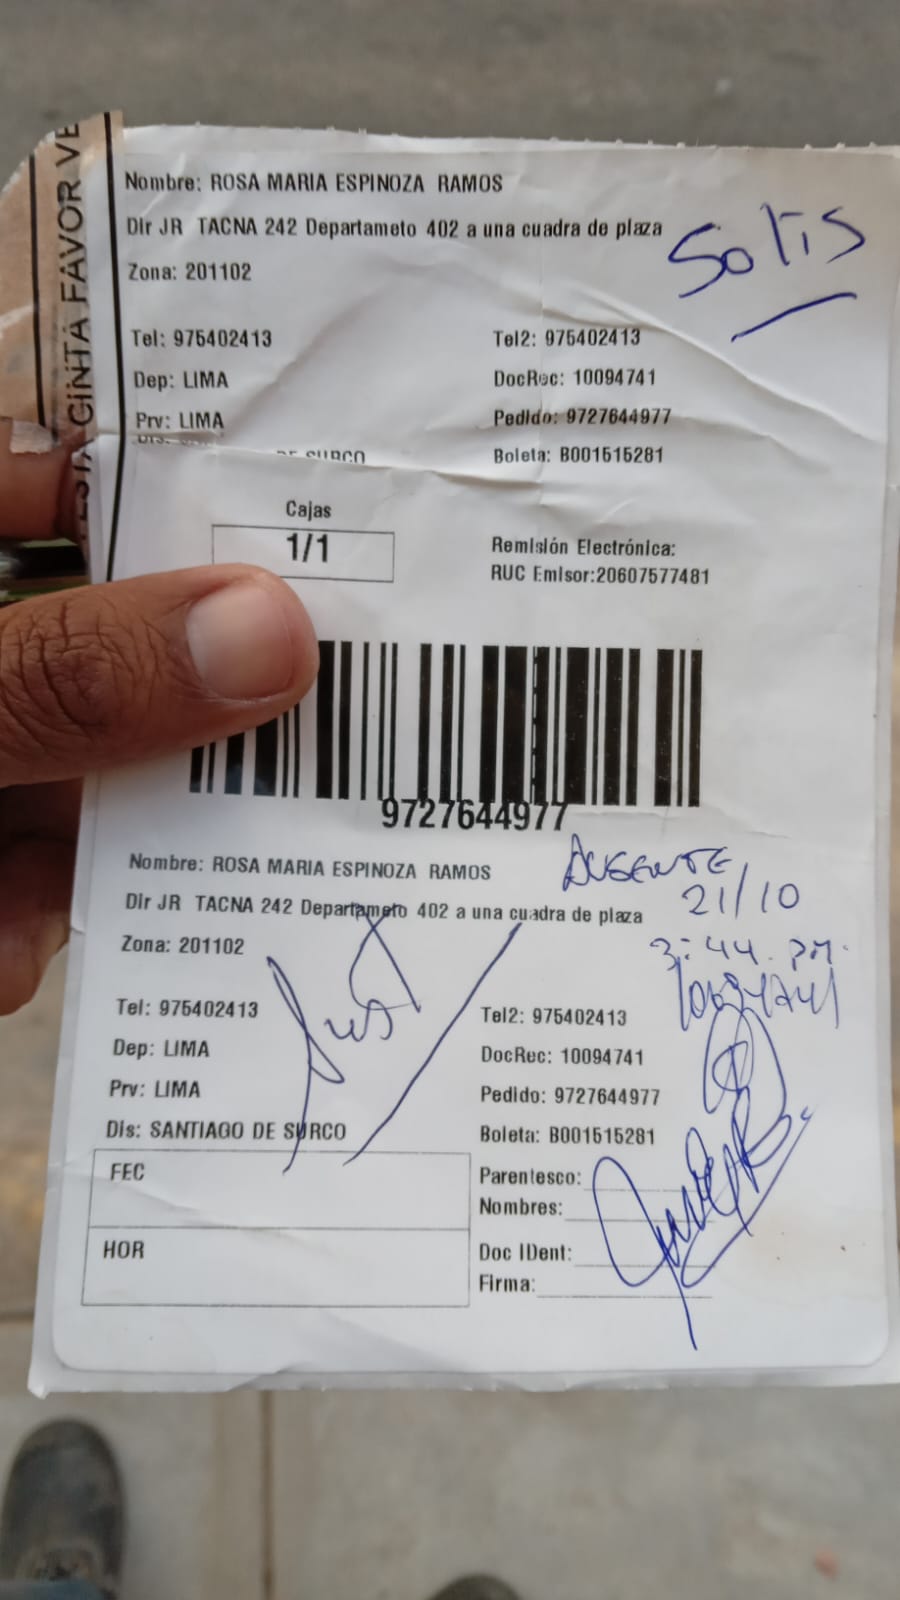 ESTA CINTA FAVOR VE
Nombre: ROSA MARIA ESPINOZA RAMOS
Dir JR TACNA 242 Departameto 402 a una cuadra de plaza
Solis
Zona: 201102
Tel: 975402413
Tel2: 975402413
Dep: LIMA
DocRec: 10094741
Prv: LIMA
Pedido: 9727644977
DE SURCO
Boleta: B001515281
Cajas
1/1
Remisión Electrónica:
RUC Emisor:20607577481
9727644977
Nombre: ROSA MARIA ESPINOZA RAMOS
AUSENTE
Dir JR TACNA 242 Departameto 402 a una cuadra de plaza
21/10
Zona: 201102
3:44 PM.
Tel: 975402413
Tel2: 975402413
Dep: LIMA
DocRec: 10094741
Prv: LIMA
Pedido: 9727644977
Dis: SANTIAGO DE SURCO
Boleta: B001515281
FEC
Parentesco:
Nombres:
HOR
Doc IDent:
Firma: